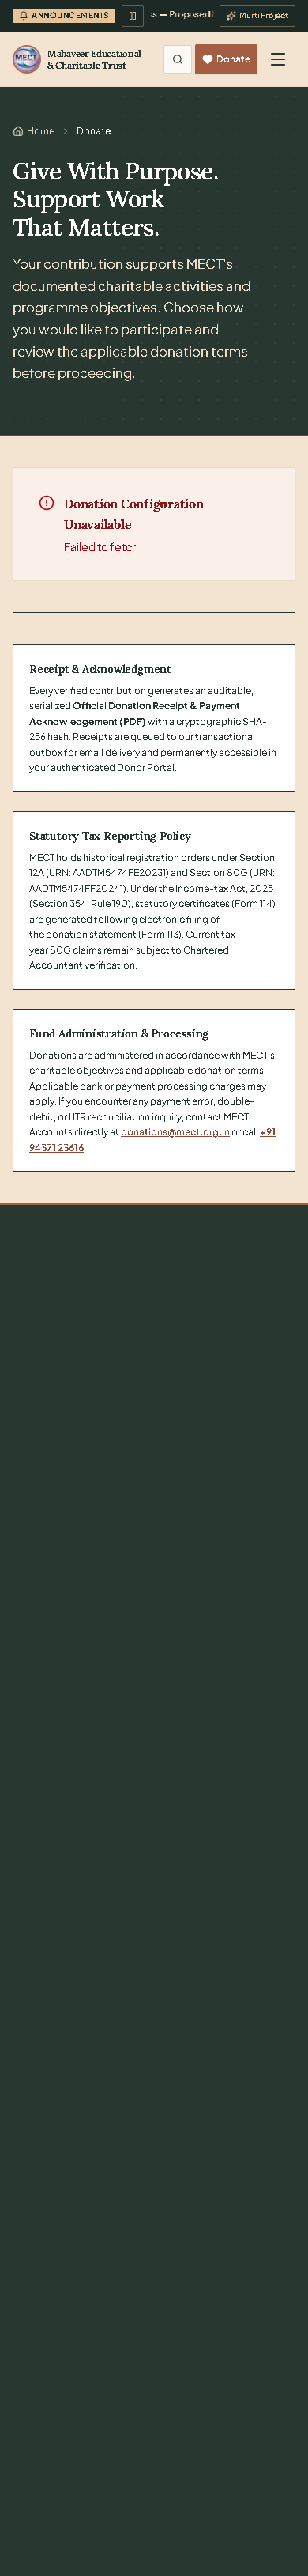 ANNOUNCEMENTS
— Proposed
Murti Project
MECT
Mahaveer Educational
& Charitable Trust
Donate
Home
Donate
Give With Purpose.
Support Work
That Matters.
Your contribution supports MECT's
documented charitable activities and
programme objectives. Choose how
you would like to participate and
review the applicable donation terms
before proceeding.
Donation Configuration
Unavailable
Failed to fetch
Receipt & Acknowledgment
Every verified contribution generates an auditable,
serialized Official Donation Receipt & Payment
Acknowledgement (PDF) with a cryptographic SHA-
256 hash. Receipts are queued to our transactional
outbox for email delivery and permanently accessible in
your authenticated Donor Portal.
Statutory Tax Reporting Policy
MECT holds historical registration orders under Section
12A (URN: AADTM5474FE20231) and Section 80G (URN:
AADTM5474FF20241). Under the Income-tax Act, 2025
(Section 354, Rule 190), statutory certificates (Form 114)
are generated following electronic filing of
the donation statement (Form 113). Current tax
year 80G claims remain subject to Chartered
Accountant verification.
Fund Administration & Processing
Donations are administered in accordance with MECT's
charitable objectives and applicable donation terms.
Applicable bank or payment processing charges may
apply. If you encounter any payment error, double-
debit, or UTR reconciliation inquiry, contact MECT
Accounts directly at donations@mect.org.in or call +91
94371 23616.